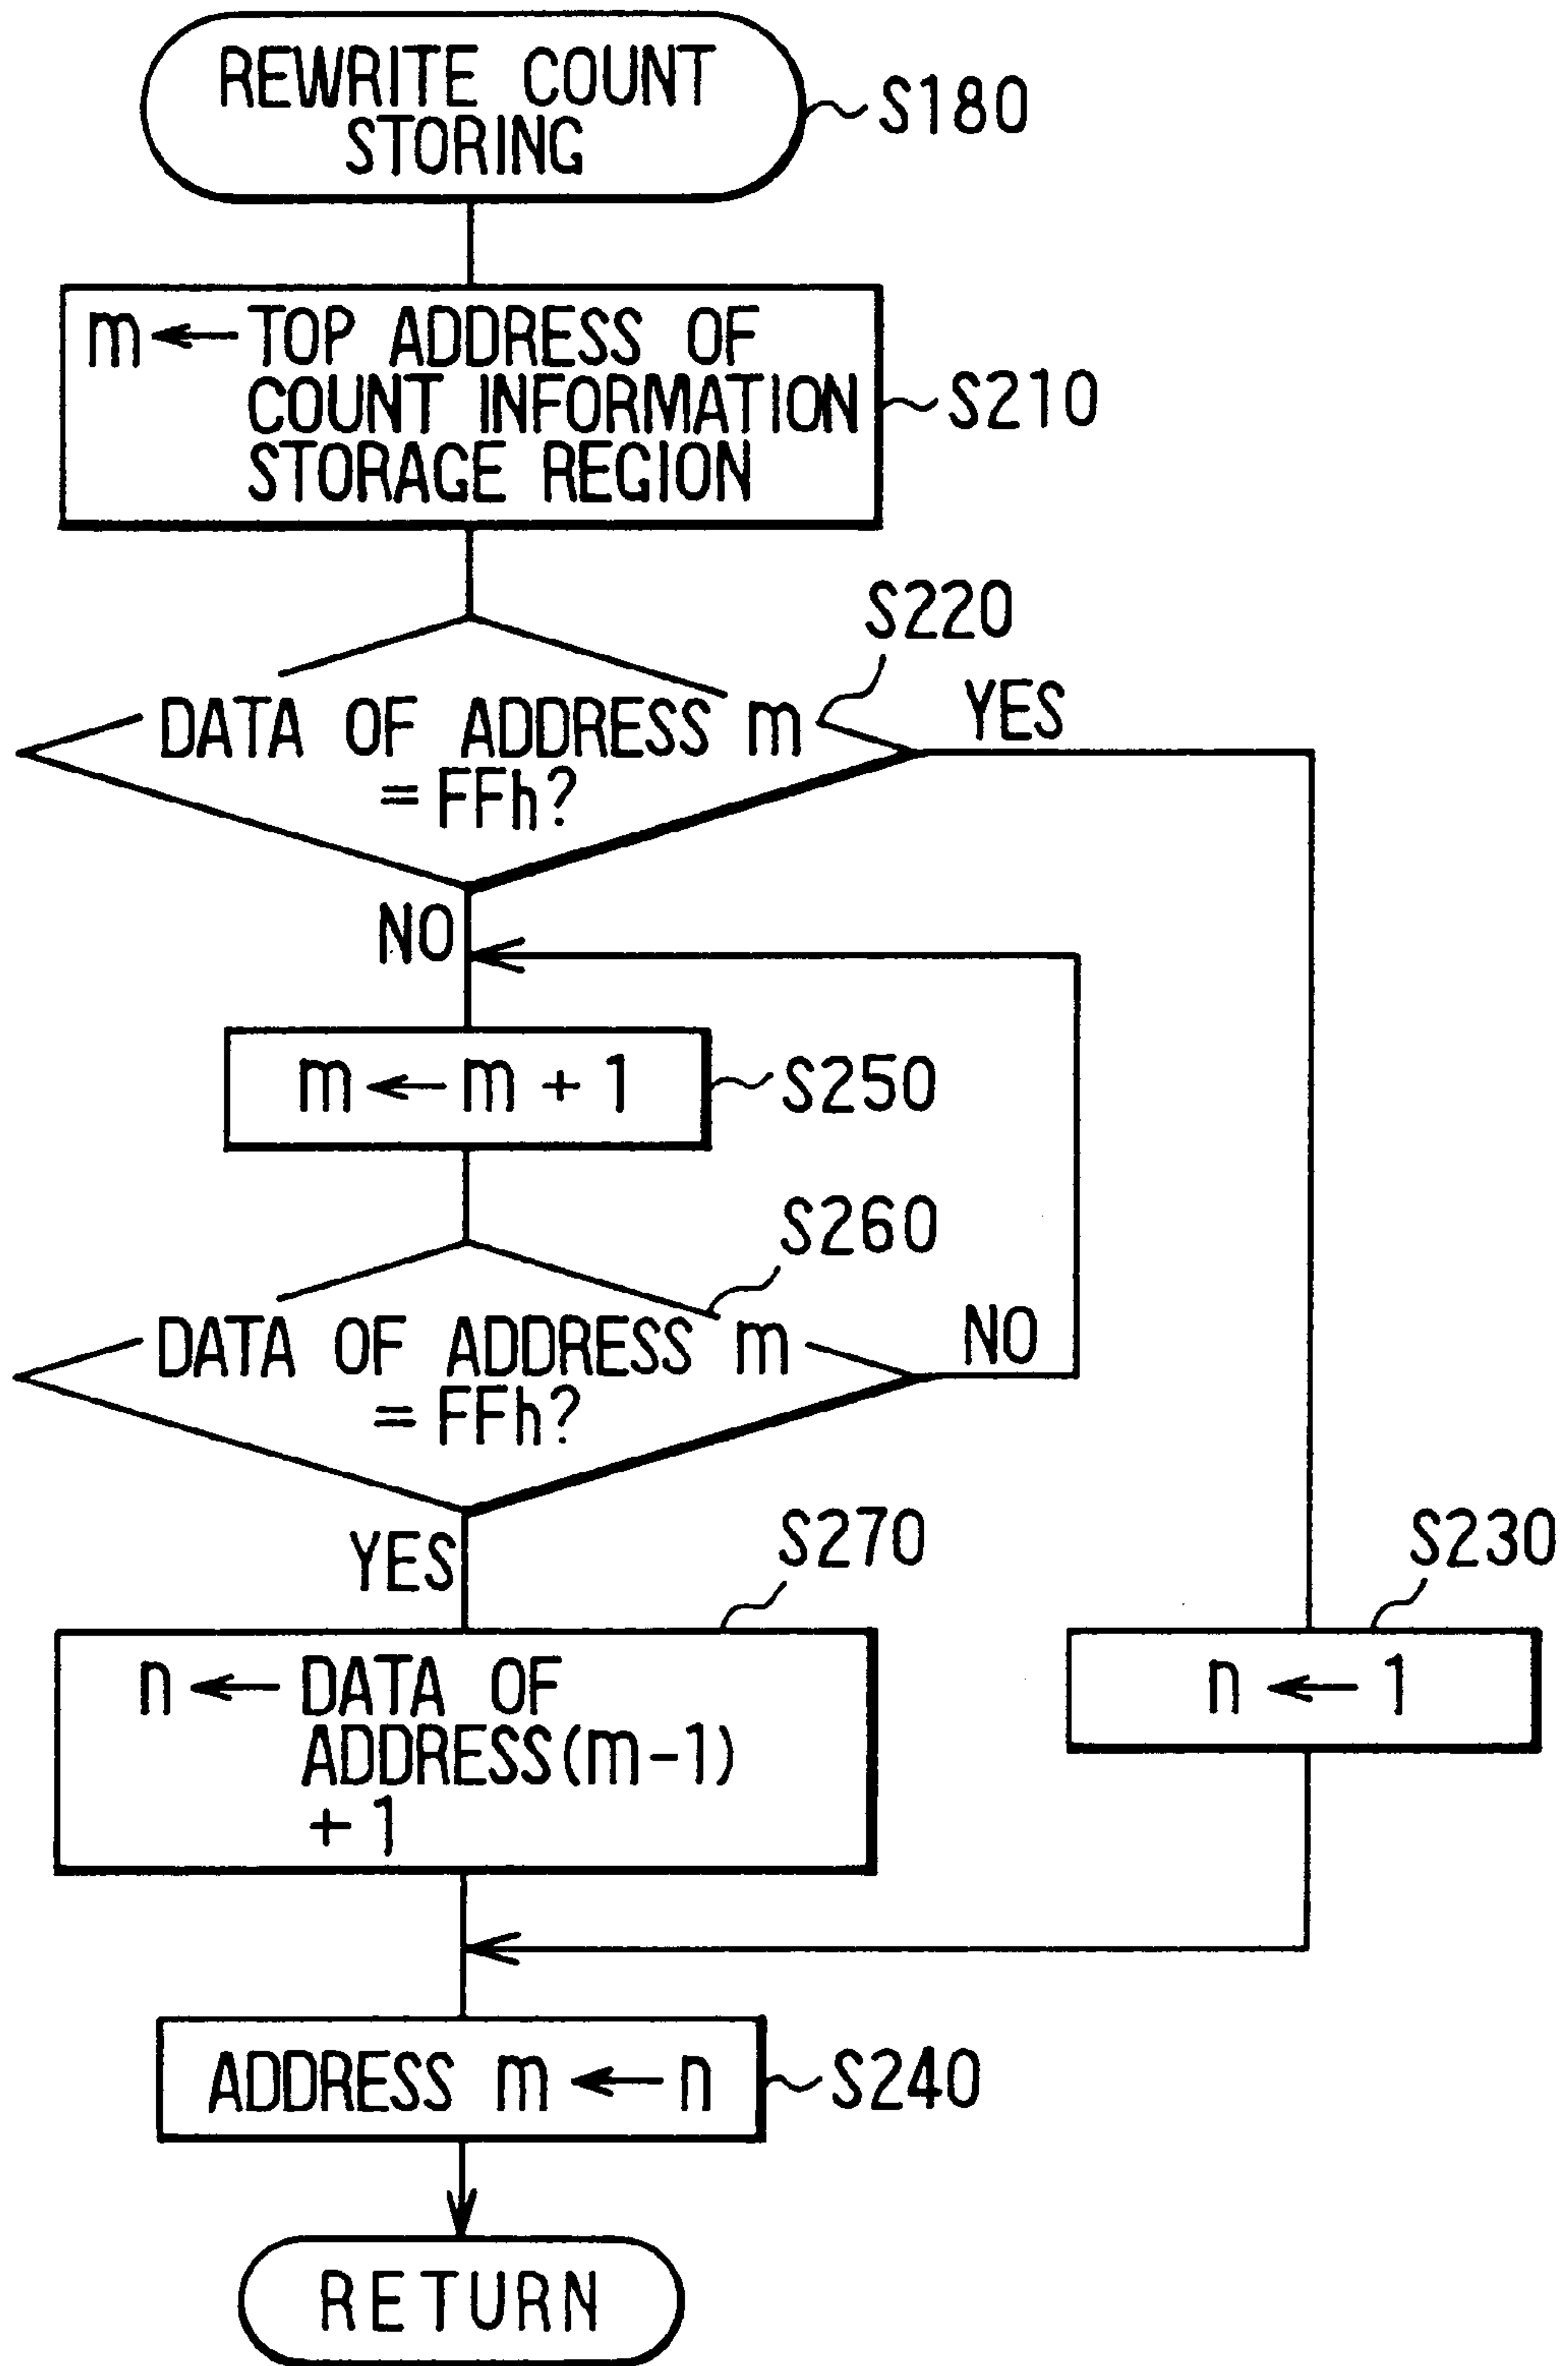 REWRITE COUNT
STORING
S180
m ← TOP ADDRESS OF
COUNT INFORMATION
STORAGE REGION
S210
S220
DATA OF ADDRESS m
= FFh?
YES
NO
m ← m + 1
S250
S260
DATA OF ADDRESS m
= FFh?
NO
YES
S270
S230
n ← DATA OF
ADDRESS(m-1)
+ 1
n ← 1
ADDRESS m ← n
S240
RETURN